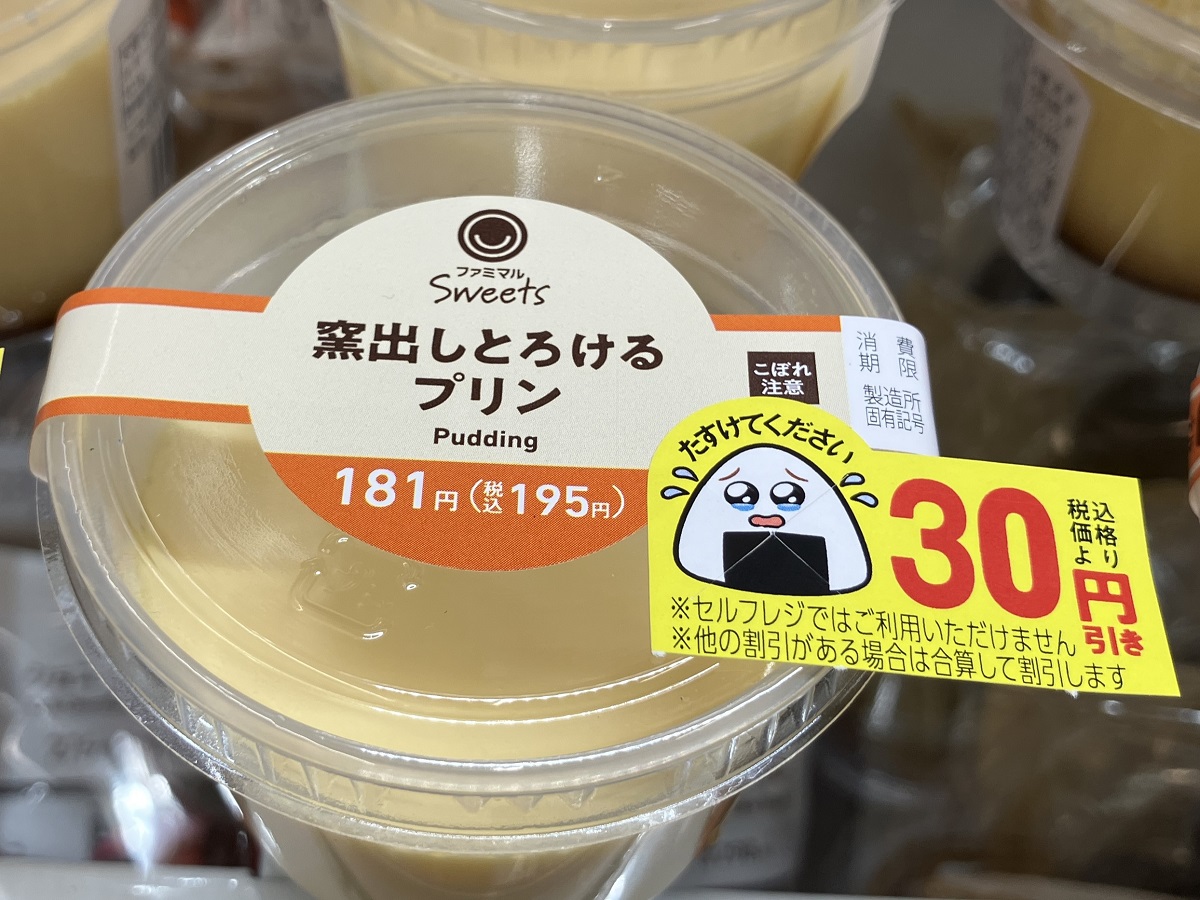 ファミマル
Sweets
窯出しとろける
プリン
Pudding
181円(税込195円)
こぼれ
注意
消費
期限
製造所
固有記号
たすけてください
30円引き
税込価格より
※セルフレジではご利用いただけません
※他の割引がある場合は合算して割引します